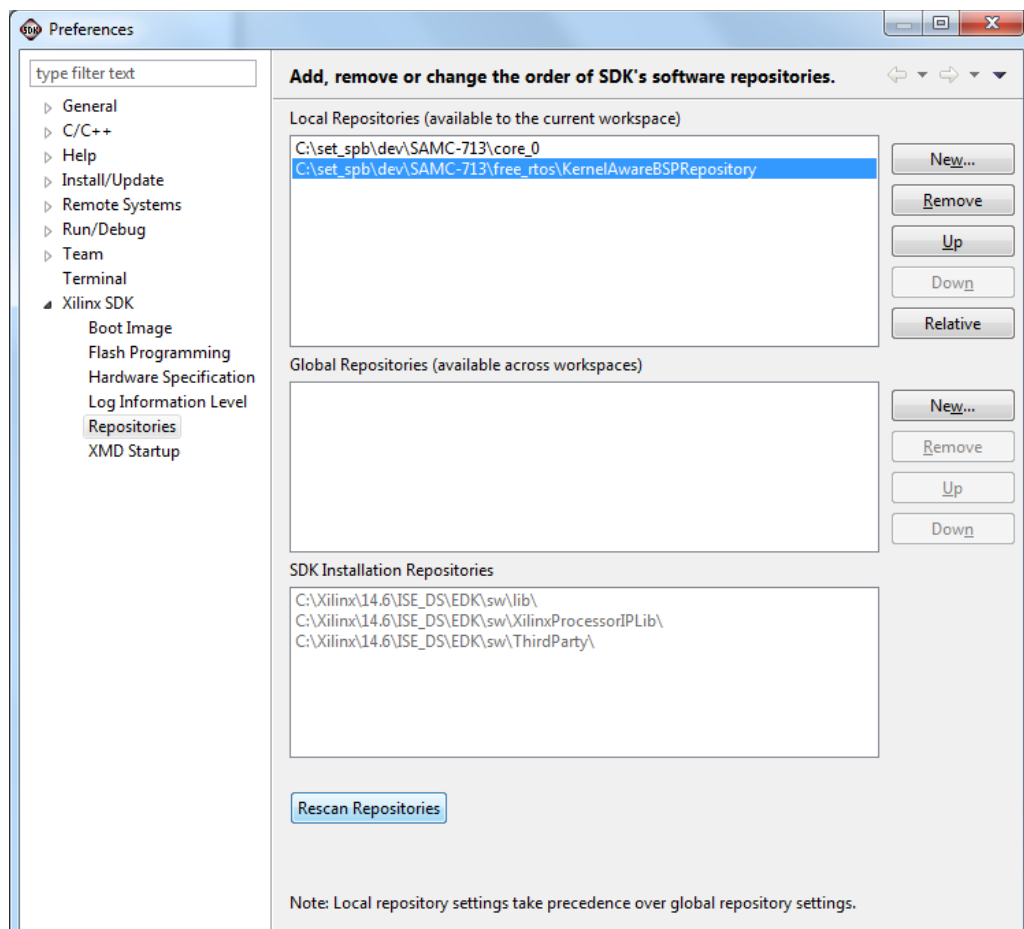 SDK Preferences
type filter text
General
C/C++
Help
Install/Update
Remote Systems
Run/Debug
Team
Terminal
Xilinx SDK
Boot Image
Flash Programming
Hardware Specification
Log Information Level
Repositories
XMD Startup
Add, remove or change the order of SDK's software repositories.
Local Repositories (available to the current workspace)
C:\set_spb\dev\SAMC-713\core_0
C:\set_spb\dev\SAMC-713\free_rtos\KernelAwareBSPRepository
New...
Remove
Up
Down
Relative
Global Repositories (available across workspaces)
New...
Remove
Up
Down
SDK Installation Repositories
C:\Xilinx\14.6\ISE_DS\EDK\sw\lib\
C:\Xilinx\14.6\ISE_DS\EDK\sw\XilinxProcessorIPLib\
C:\Xilinx\14.6\ISE_DS\EDK\sw\ThirdParty\
Rescan Repositories
Note: Local repository settings take precedence over global repository settings.